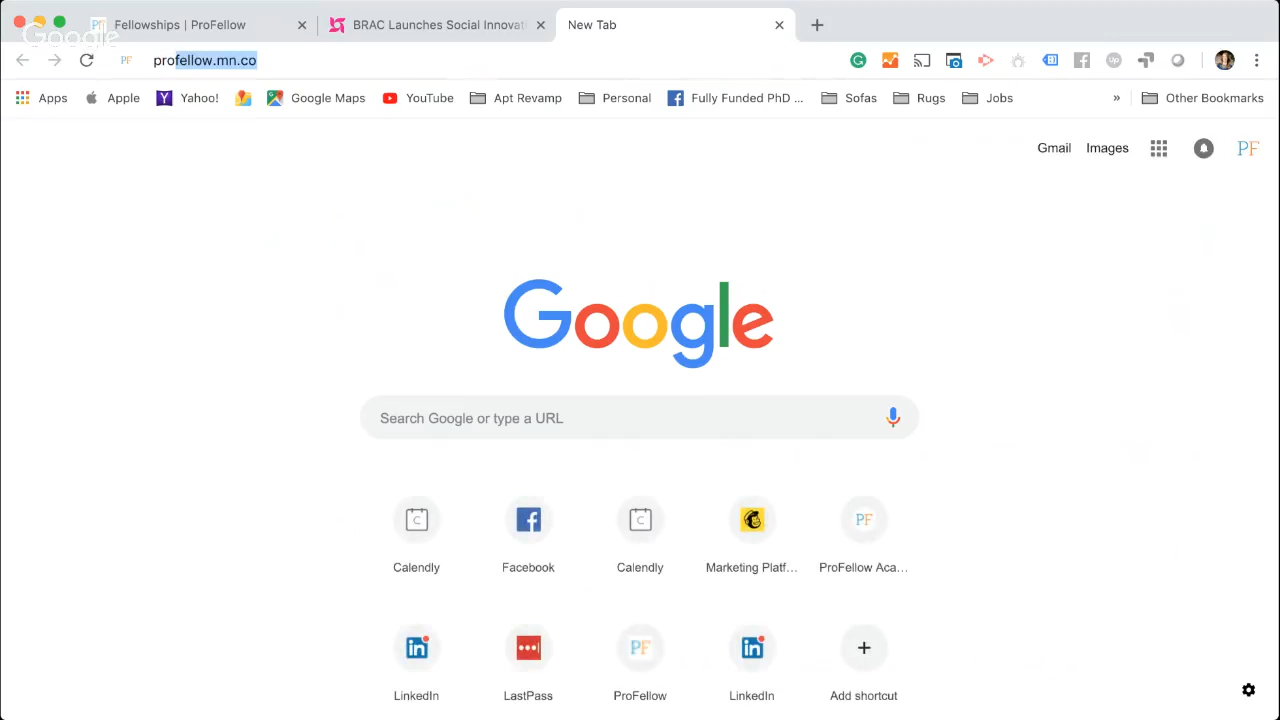 Fellowships | ProFellow
BRAC Launches Social Innovati
New Tab
profellow.mn.co
Apps
Apple
Yahoo!
Google Maps
YouTube
Apt Revamp
Personal
Fully Funded PhD ...
Sofas
Rugs
Jobs
»
Other Bookmarks
Gmail
Images
PF
Google
Search Google or type a URL
Calendly
Facebook
Calendly
Marketing Platf...
ProFellow Aca...
LinkedIn
LastPass
ProFellow
LinkedIn
Add shortcut